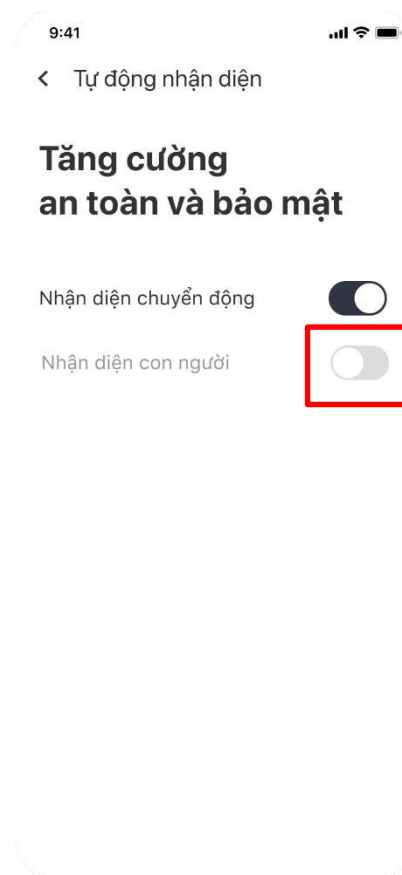 9:41
Tự động nhận diện
Tăng cường
an toàn và bảo mật
Nhận diện chuyển động
Nhận diện con người